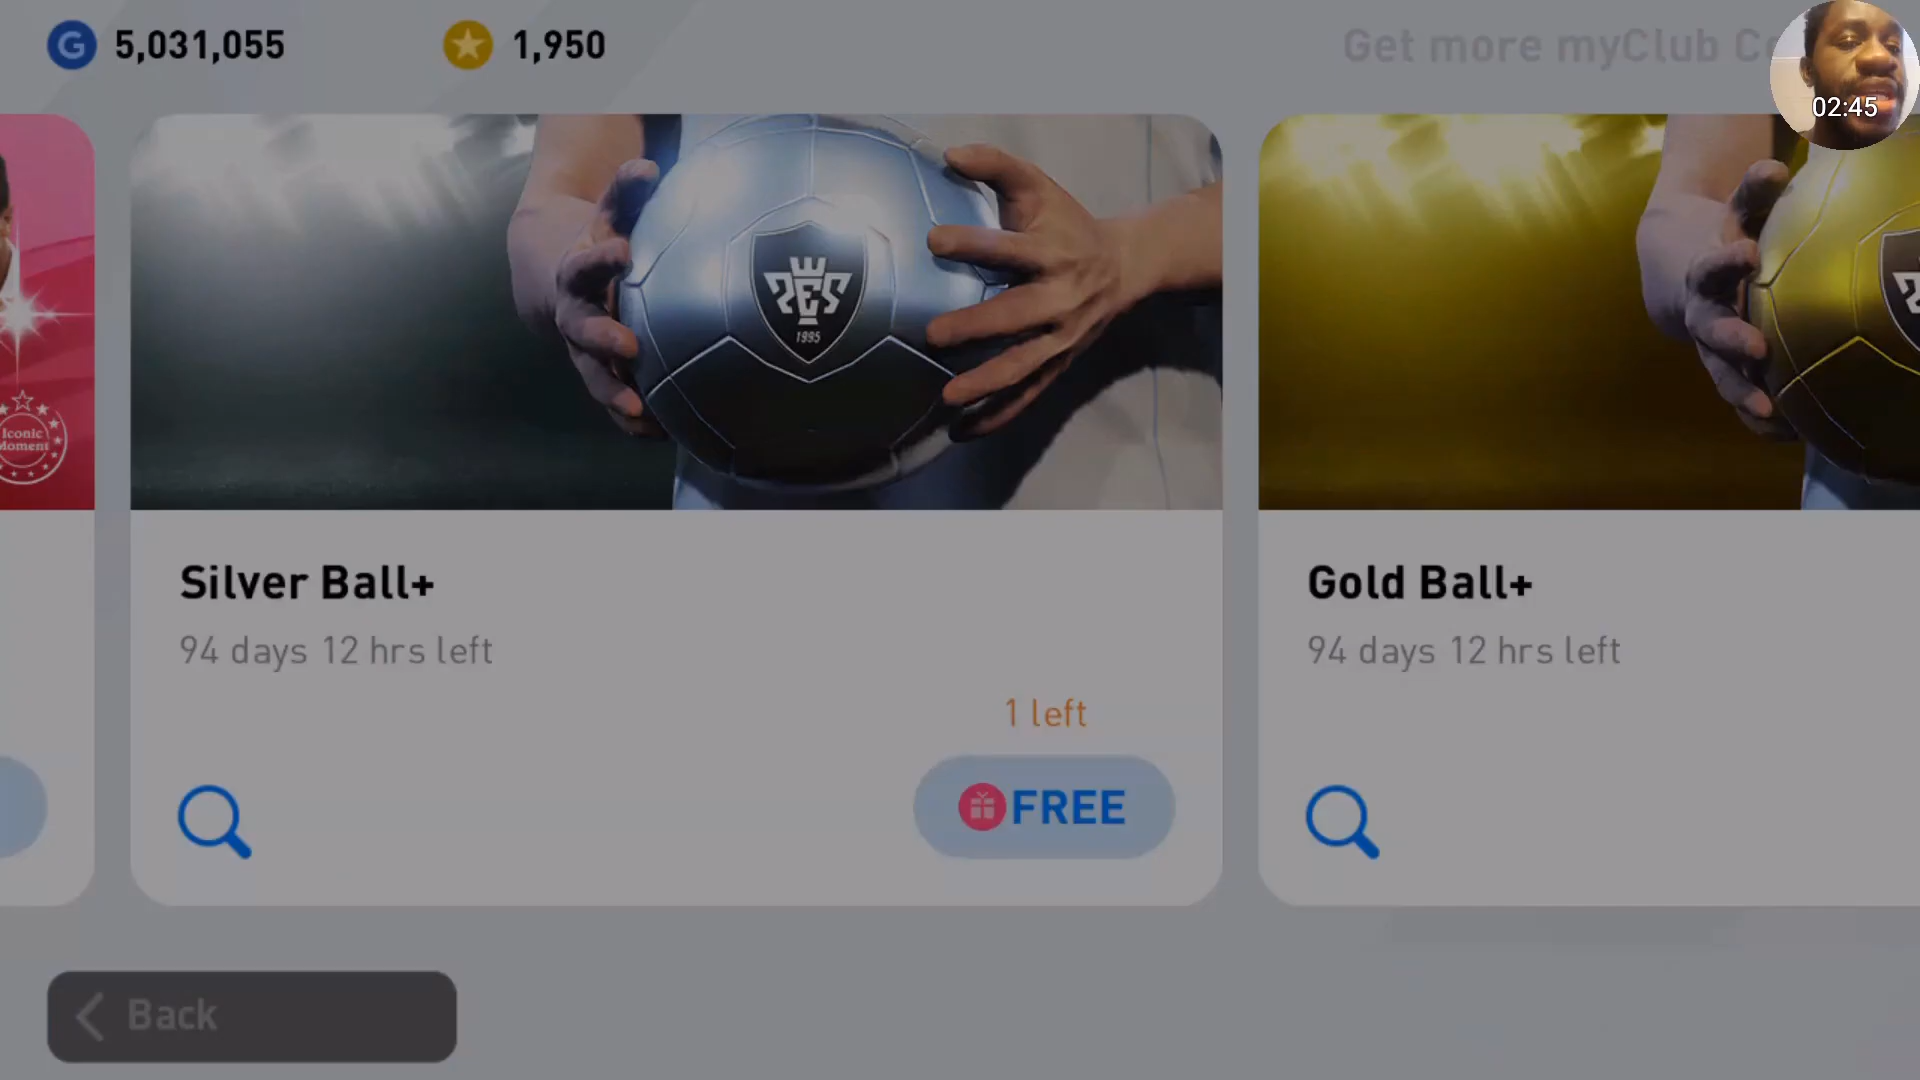 5,031,055
1,950
Get more myClub
02:45
PES
1995
Iconic
Moment
Silver Ball+
94 days 12 hrs left
1 left
FREE
Gold Ball+
94 days 12 hrs left
Back